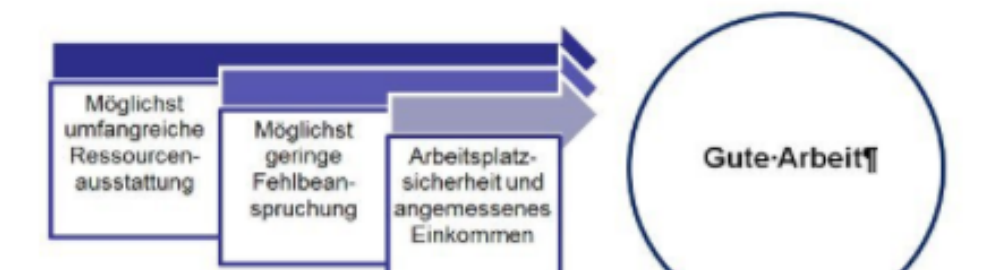 Möglichst
umfangreiche
Ressourcen-
ausstattung
Möglichst
geringe
Fehlbean-
spruchung
Arbeitsplatz-
sicherheit und
angemessenes
Einkommen
Gute·Arbeit¶